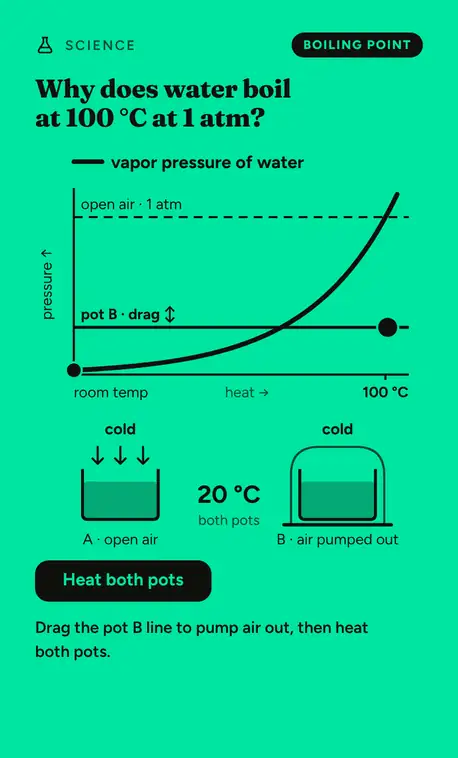 SCIENCE
BOILING POINT
Why does water boil
at 100 °C at 1 atm?
vapor pressure of water
open air · 1 atm
pressure →
pot B · drag ↕
room temp
heat →
100 °C
cold
cold
20 °C
both pots
A · open air
B · air pumped out
Heat both pots
Drag the pot B line to pump air out, then heat
both pots.